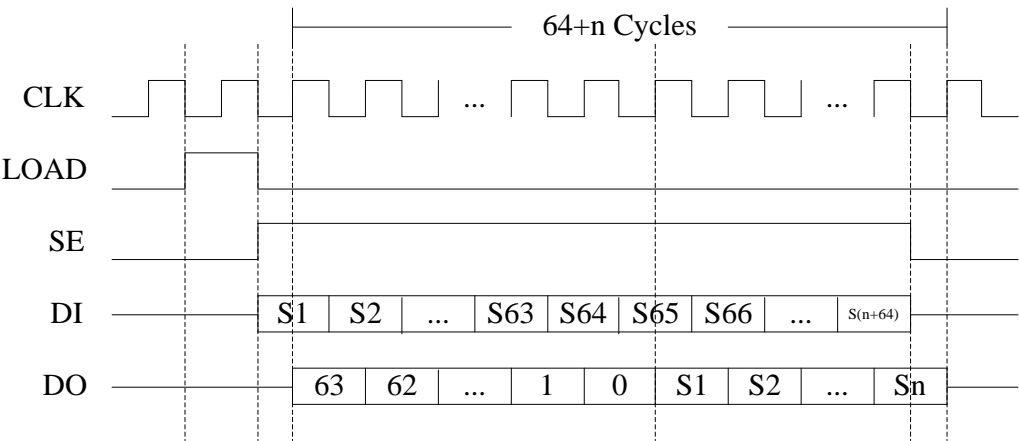 64+n Cycles
CLK ... ...
LOAD
SE
DI S1 S2 ... S63 S64 S65 S66 ... S(n+64)
DO 63 62 ... 1 0 S1 S2 ... Sn